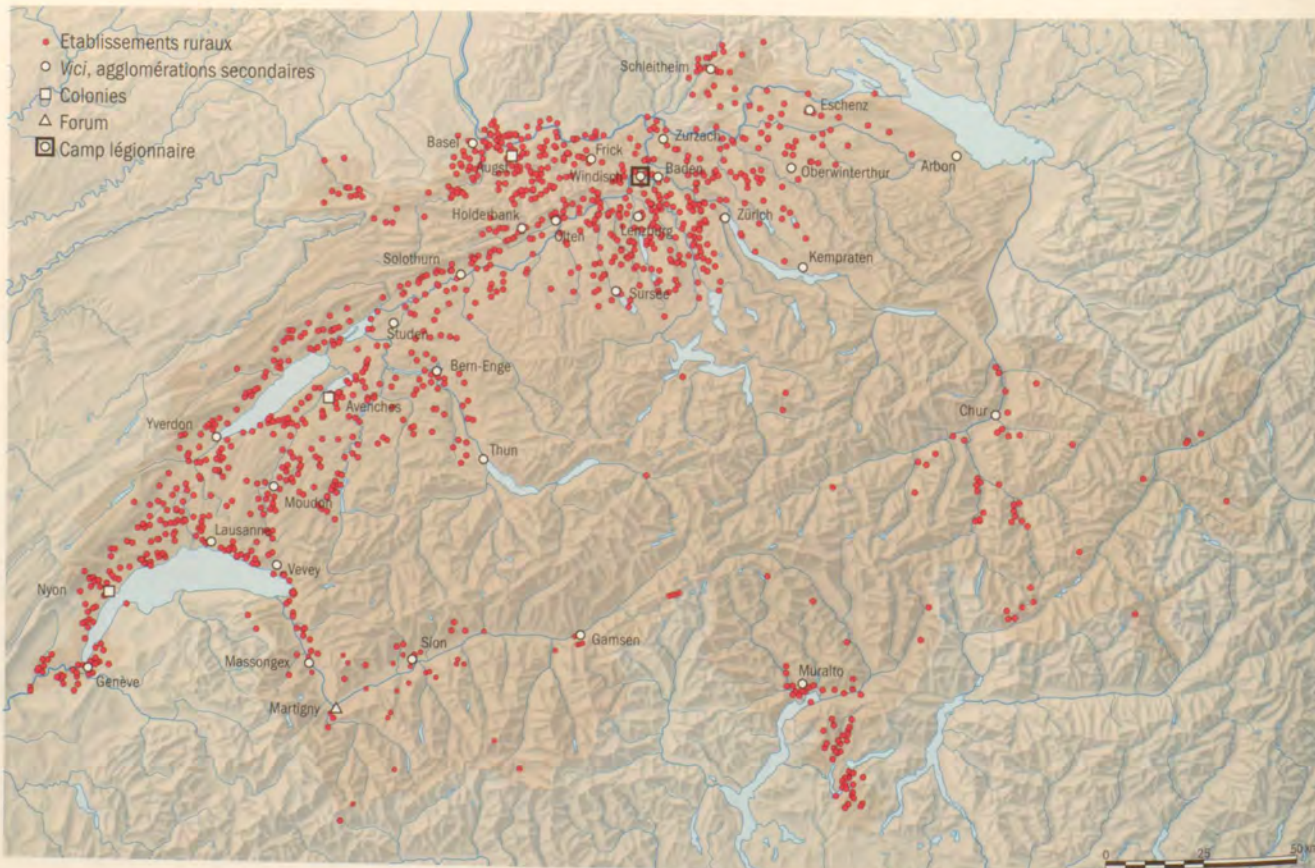 Etablissements ruraux
Vici, agglomérations secondaires
Colonies
Forum
Camp légionnaire
Schleitheim
Eschenz
Basel
Augst
Frick
Zurzach
Windisch
Baden
Oberwinterthur
Arbon
Holderbank
Olten
Lenzburg
Zürich
Solothurn
Sursee
Kempraten
Studen
Bern-Enge
Avenches
Chur
Yverdon
Thun
Moudon
Lausanne
Vevey
Nyon
Genève
Massongex
Sion
Gamsen
Martigny
Muralto
0 25 50